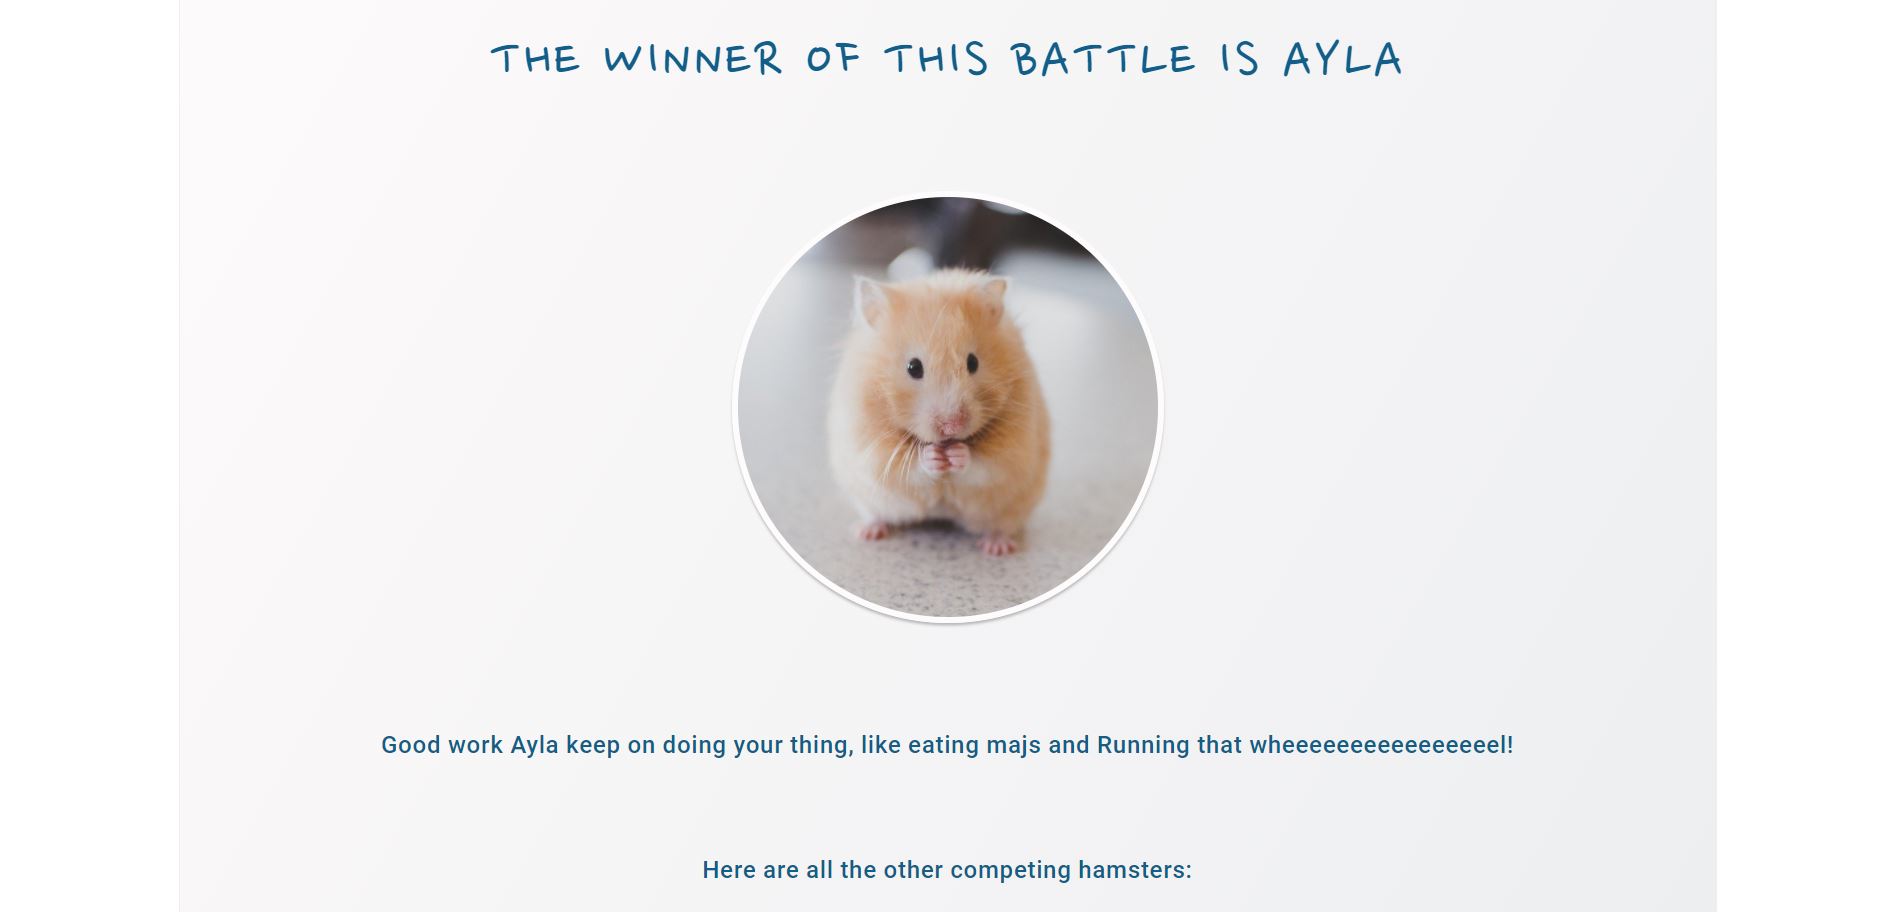 THE WINNER OF THIS BATTLE IS AYLA
Good work Ayla keep on doing your thing, like eating majs and Running that wheeeeeeeeeeeeeeeel!
Here are all the other competing hamsters: